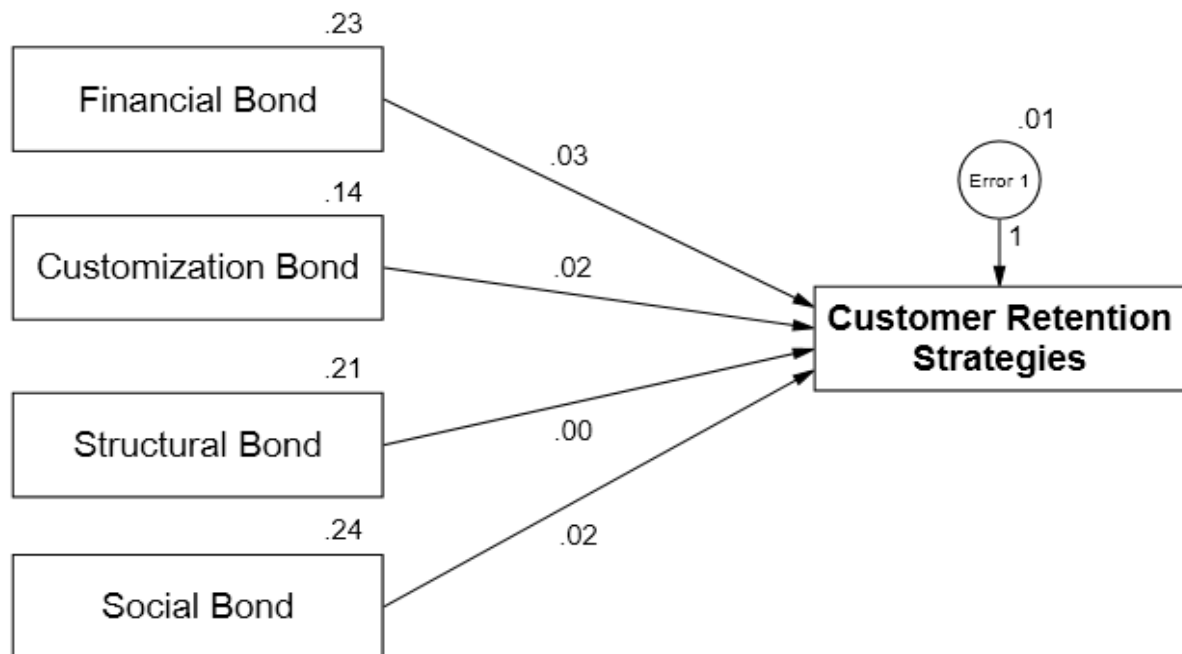 .23
Financial Bond
.03
.01
Error 1
1
.14
Customization Bond
.02
Customer Retention
Strategies
.21
Structural Bond
.00
.24
Social Bond
.02